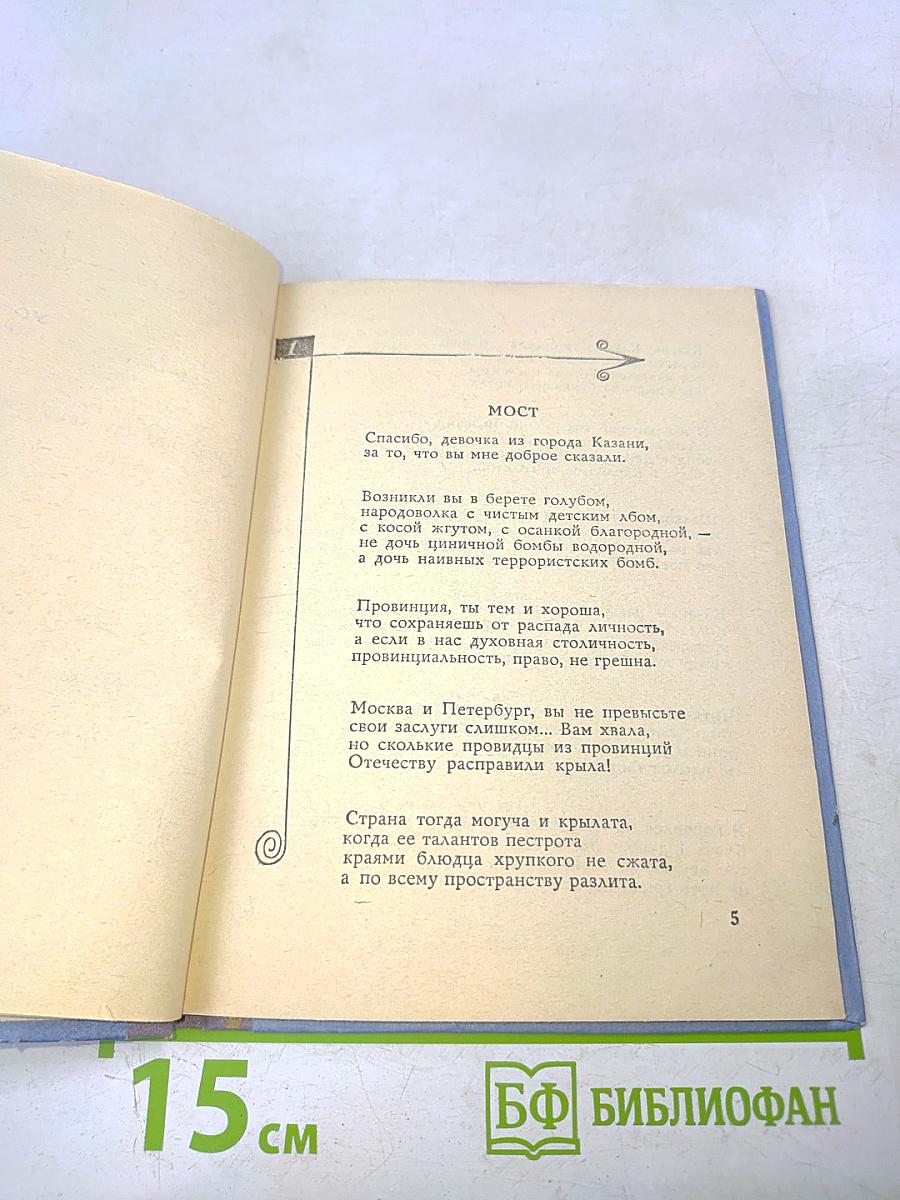 1
МОСТ
Спасибо, девочка из города Казани,
за то, что вы мне доброе сказали.
Возникли вы в берете голубом,
народоволка с чистым детским лбом,
с косой жгутом, с осанкой благородной, —
не дочь циничной бомбы водородной,
а дочь наивных террористских бомб.
Провинция, ты тем и хороша,
что сохраняешь от распада личность,
а если в нас духовная столичность,
провинциальность, право, не грешна.
Москва и Петербург, вы не превысьте
свои заслуги слишком... Вам хвала,
но сколькие провидцы из провинций
Отечеству расправили крыла!
Страна тогда могуча и крылата,
когда ее талантов пестрота
краями блюдца хрупкого не сжата,
а по всему пространству разлита.
5
15 см
БФ БИБЛИОФАН